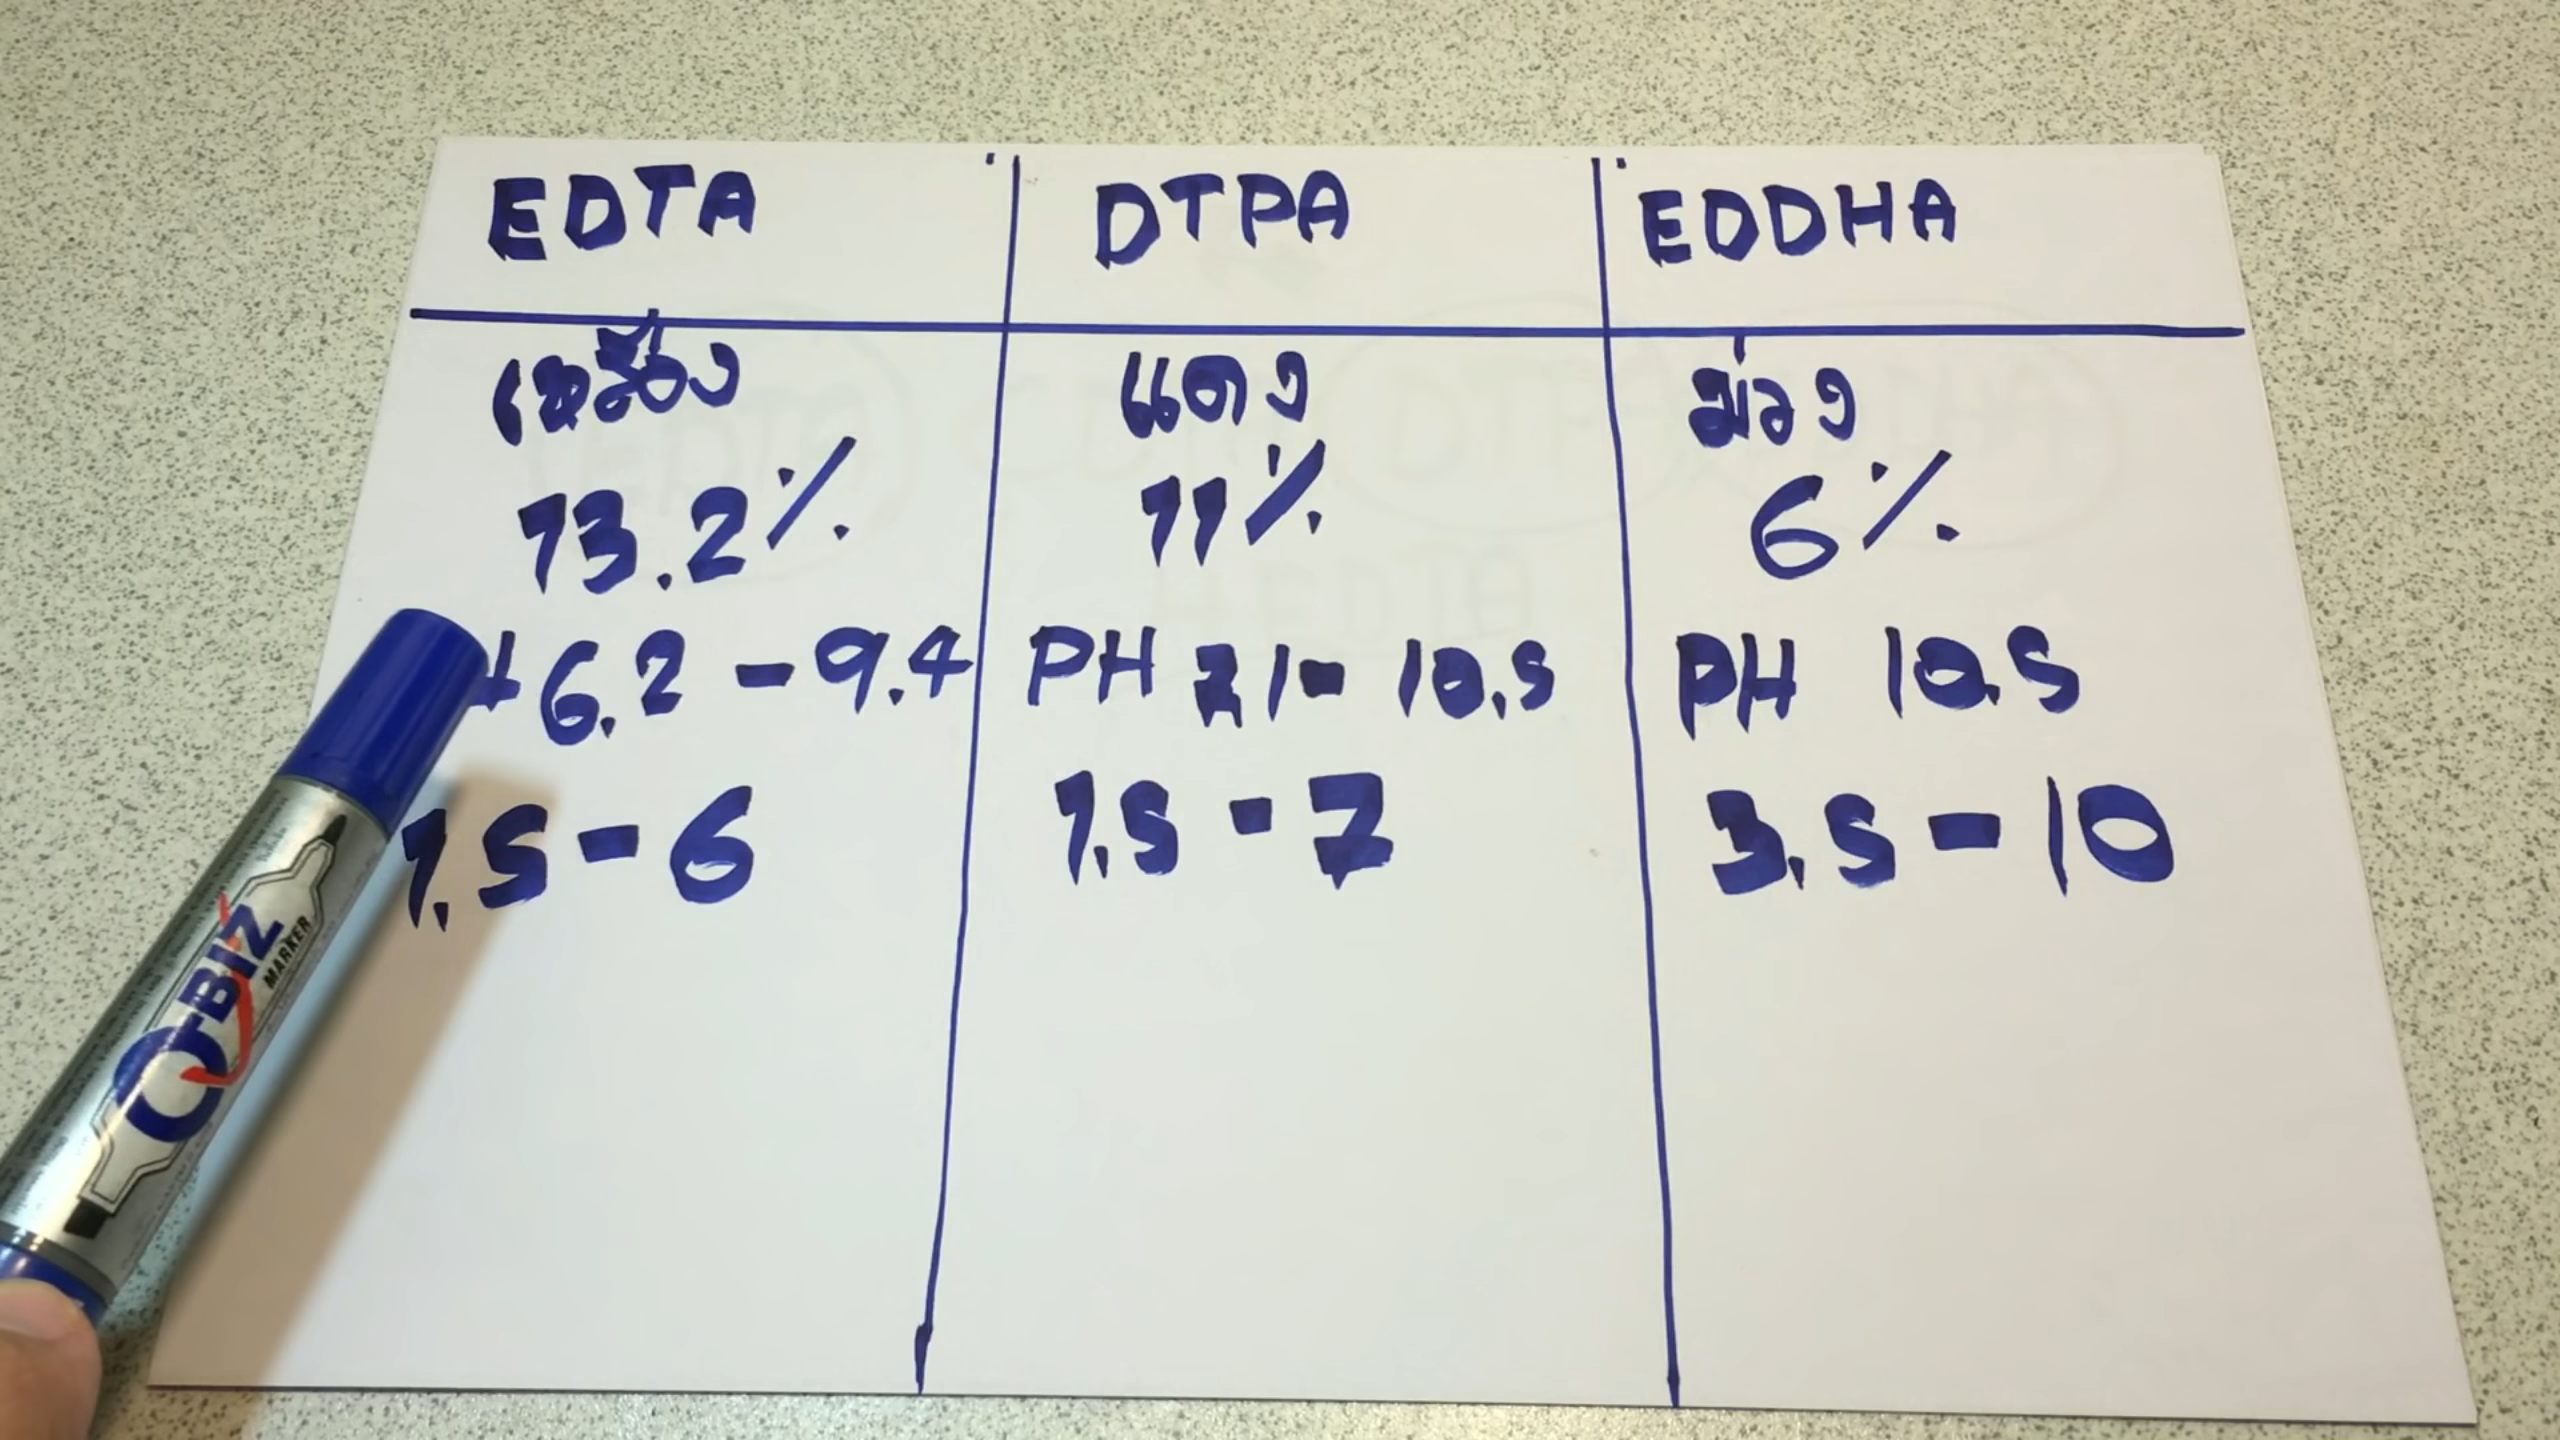 EDTA DTPA EDDHA
เหลือง แดง ม่วง
13.2% 11% 6%
6.2 - 9.4 PH 2.1 - 10.5 PH 10.5
1.5 - 6 1.5 - 7 3.5 - 10
Q-BIZ
MARKER